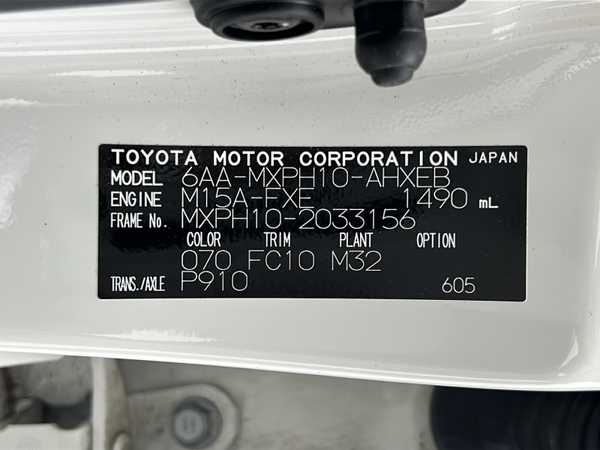 TOYOTA MOTOR CORPORATION JAPAN
MODEL 6AA-MXPH10-AHXEB
ENGINE M15A-FXE 1490 mL
FRAME No. MXPH10-2033156
COLOR TRIM PLANT OPTION
070 FC10 M32
TRANS./AXLE P910 605